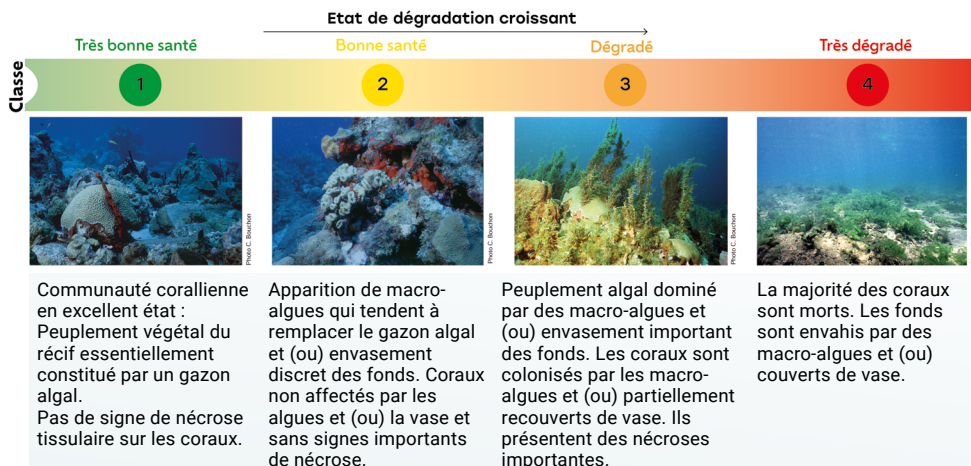 Etat de dégradation croissant
Très bonne santé
Bonne santé
Dégradé
Très dégradé
Classe
1
2
3
4
Photo C. Bouchon
Photo C. Bouchon
Photo C. Bouchon
Communauté corallienne
en excellent état :
Peuplement végétal du
récif essentiellement
constitué par un gazon
algal.
Pas de signe de nécrose
tissulaire sur les coraux.
Apparition de macro-
algues qui tendent à
remplacer le gazon algal
et (ou) envasement
discret des fonds. Coraux
non affectés par les
algues et (ou) la vase et
sans signes importants
de nécrose.
Peuplement algal dominé
par des macro-algues et
(ou) envasement important
des fonds. Les coraux sont
colonisés par les macro-
algues et (ou) partiellement
recouverts de vase. Ils
présentent des nécroses
importantes.
La majorité des coraux
sont morts. Les fonds
sont envahis par des
macro-algues et (ou)
couverts de vase.